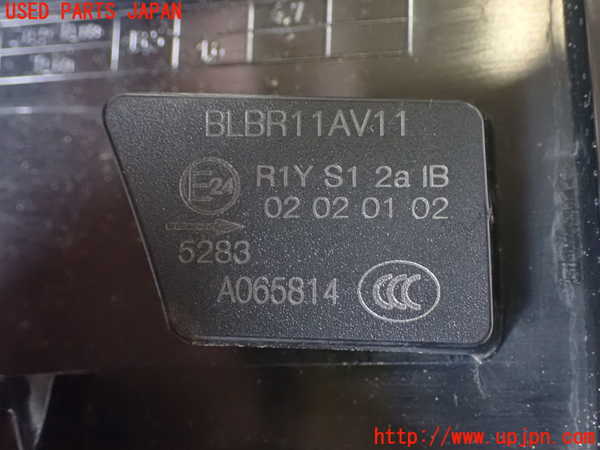 USED PARTS JAPAN
BLBR11AV11
E24 R1Y S1 2a IB
02 02 01 02
5283
A065814 CCC
http://www.upjpn.com/